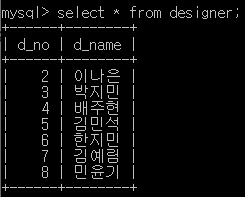 mysql> select * from designer;
+------+--------+
| d_no | d_name |
+------+--------+
| 2 | 이나은 |
| 3 | 박지민 |
| 4 | 배주현 |
| 5 | 김민석 |
| 6 | 한지민 |
| 7 | 김예림 |
| 8 | 민윤기 |
+------+--------+